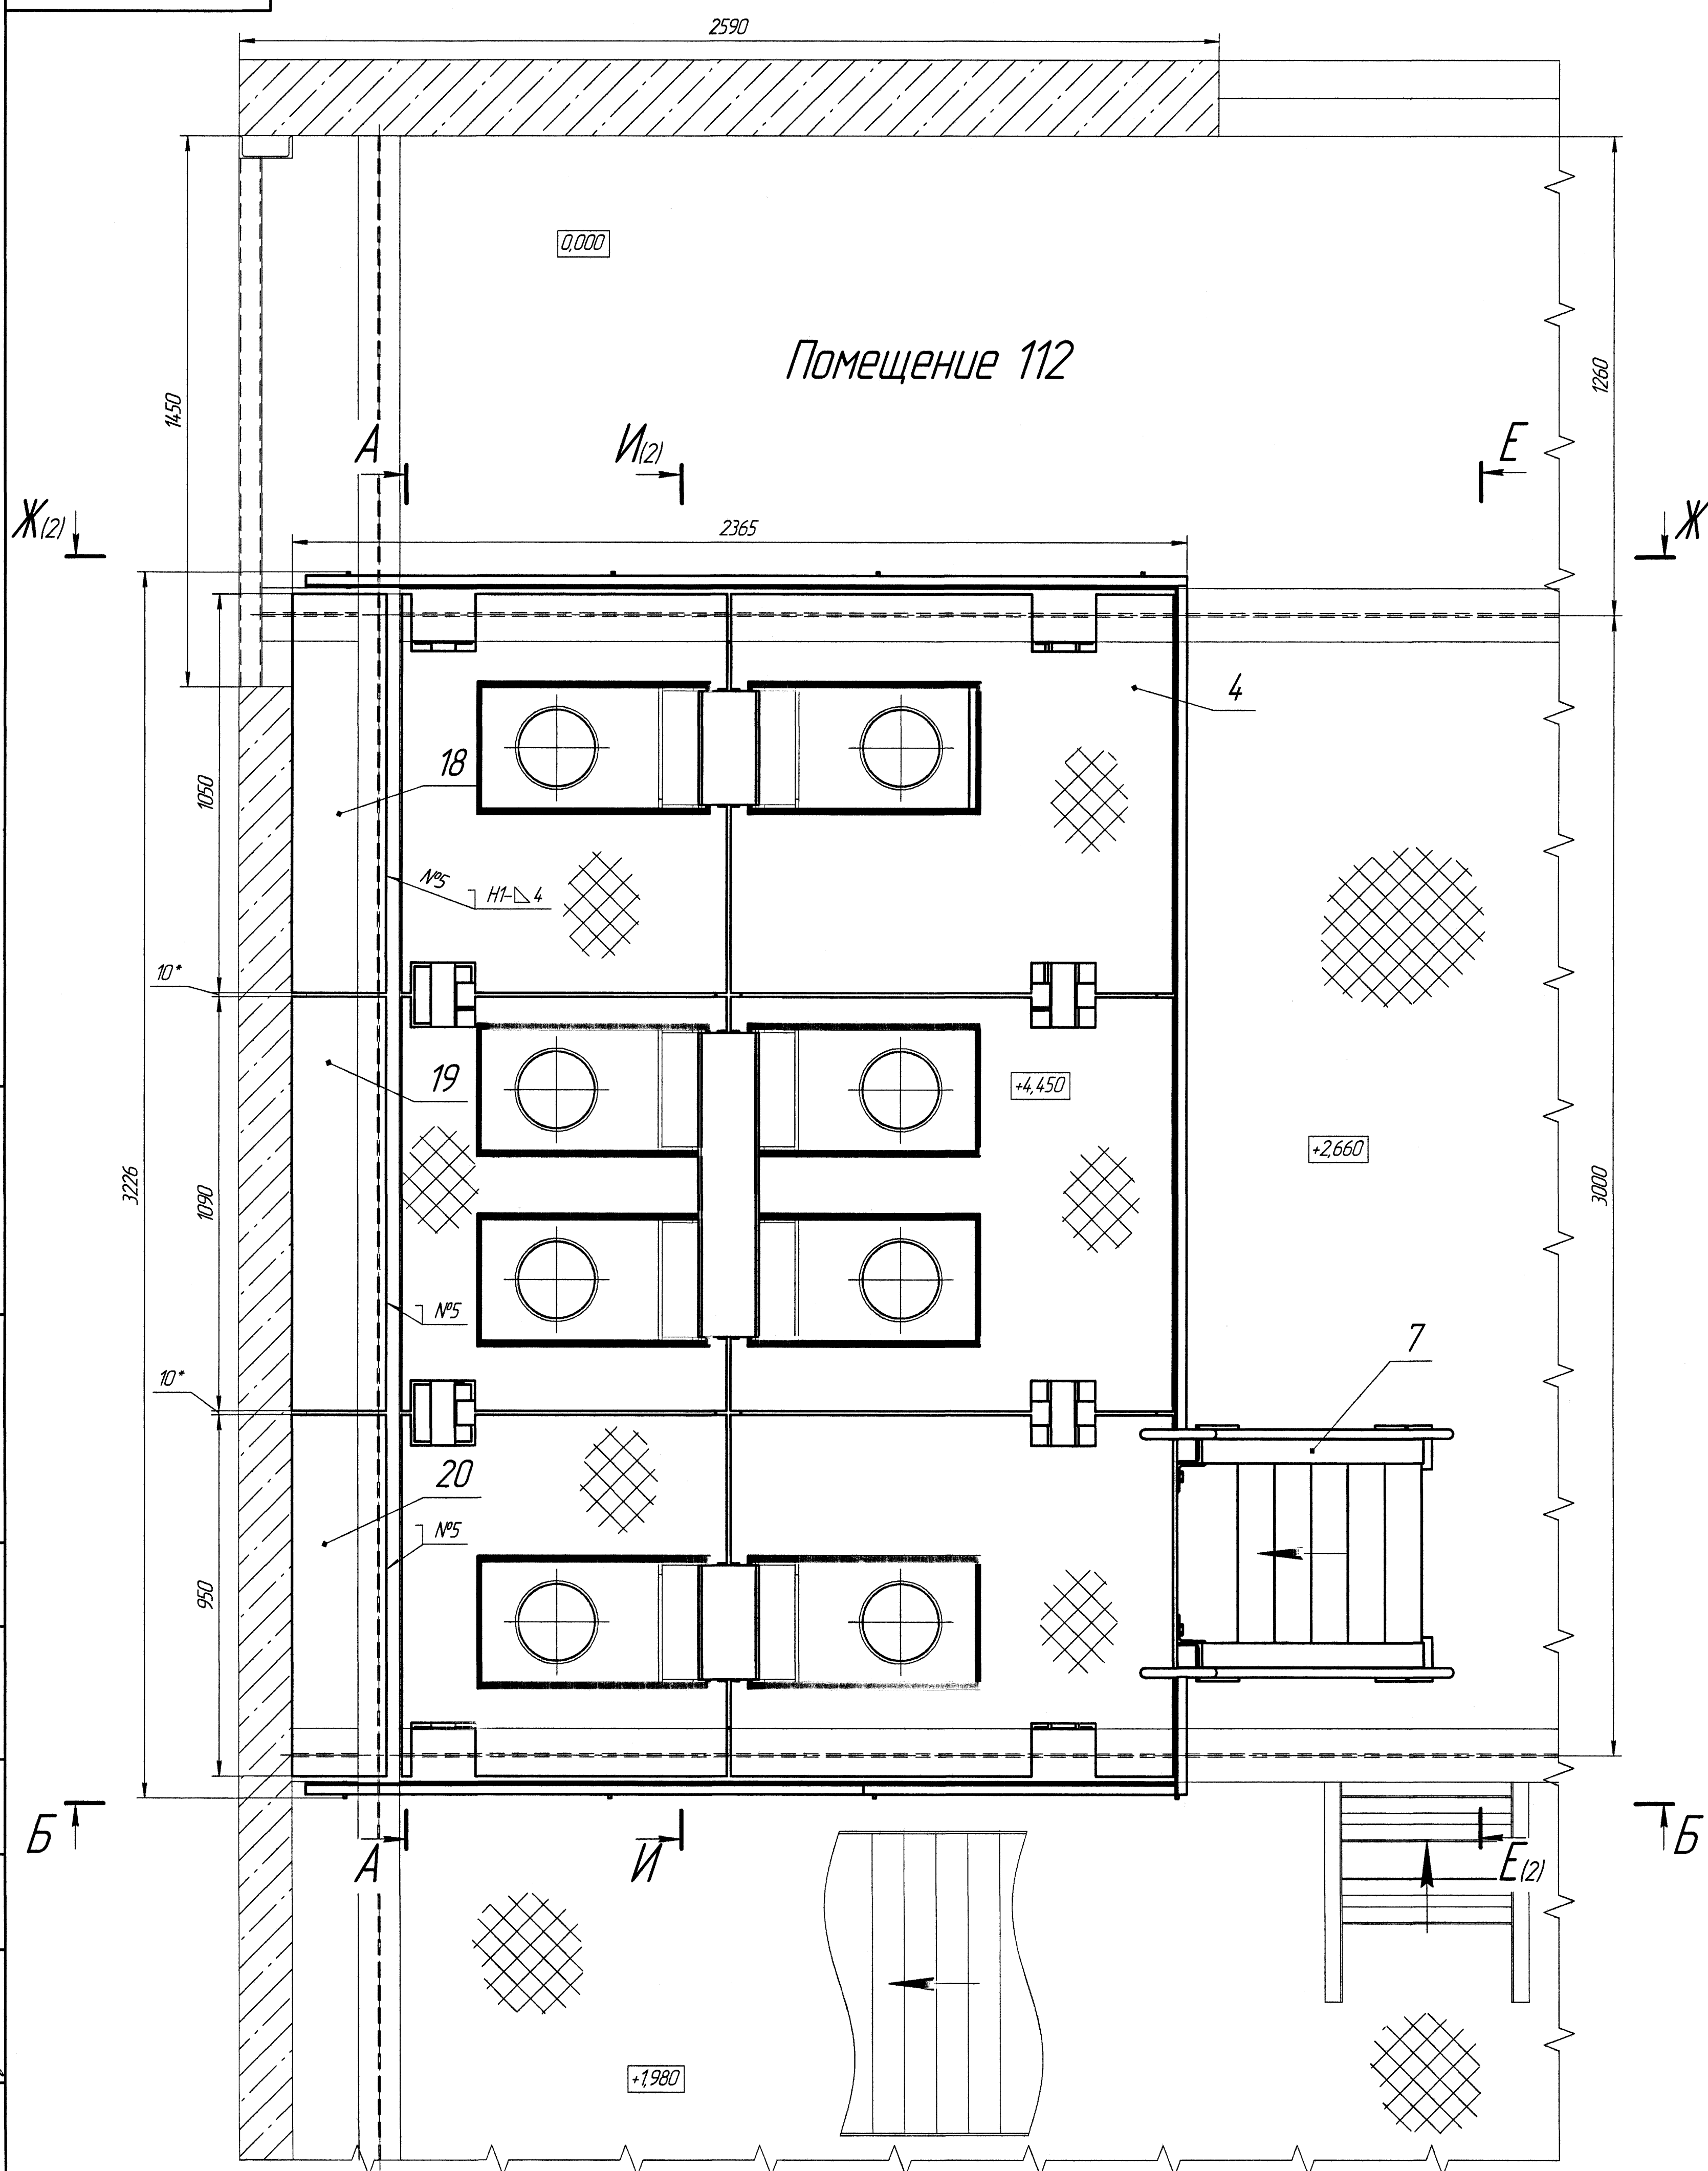 2590
0,000
Помещение 112
1450
1260
А
И(2)
Е
Ж(2)
Ж
2365
4
18
1050
№5
Н1-⊿4
10*
19
+4,450
3226
1090
+2,660
3000
№5
7
10*
20
№5
950
Б
А
И
Е(2)
Б
+1,980